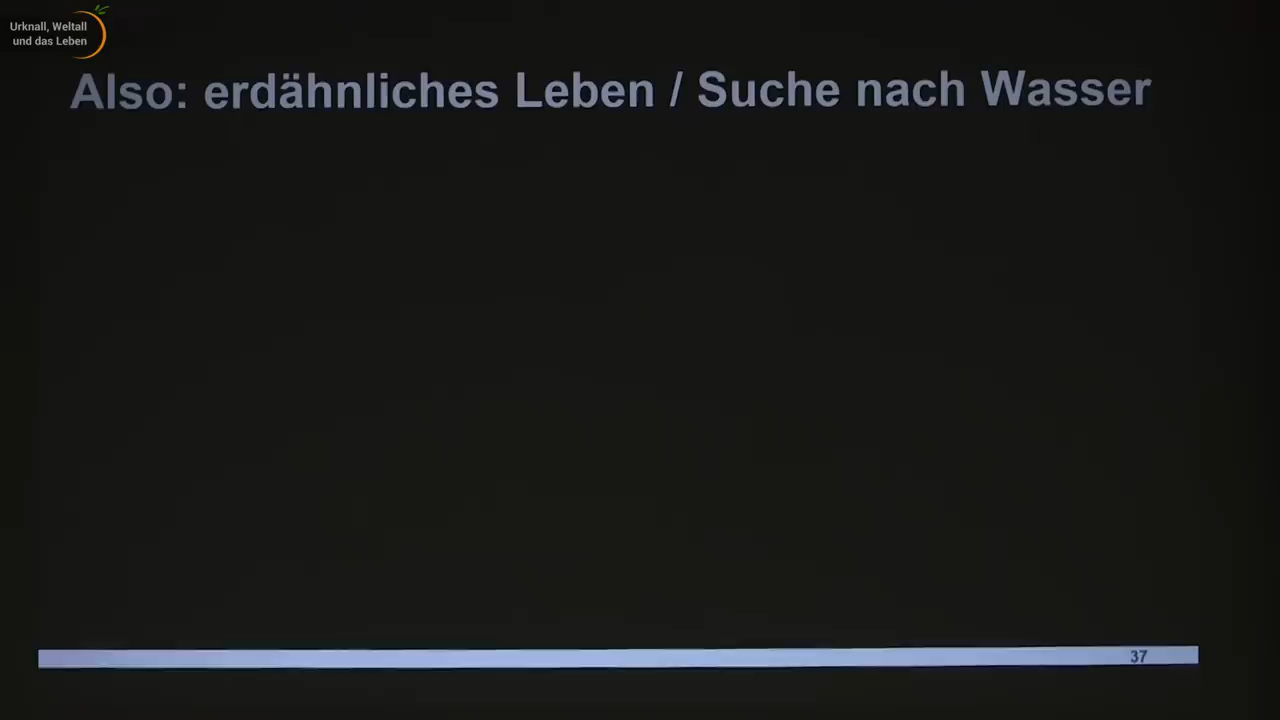 Urknall, Weltall
und das Leben
Also: erdähnliches Leben / Suche nach Wasser
37